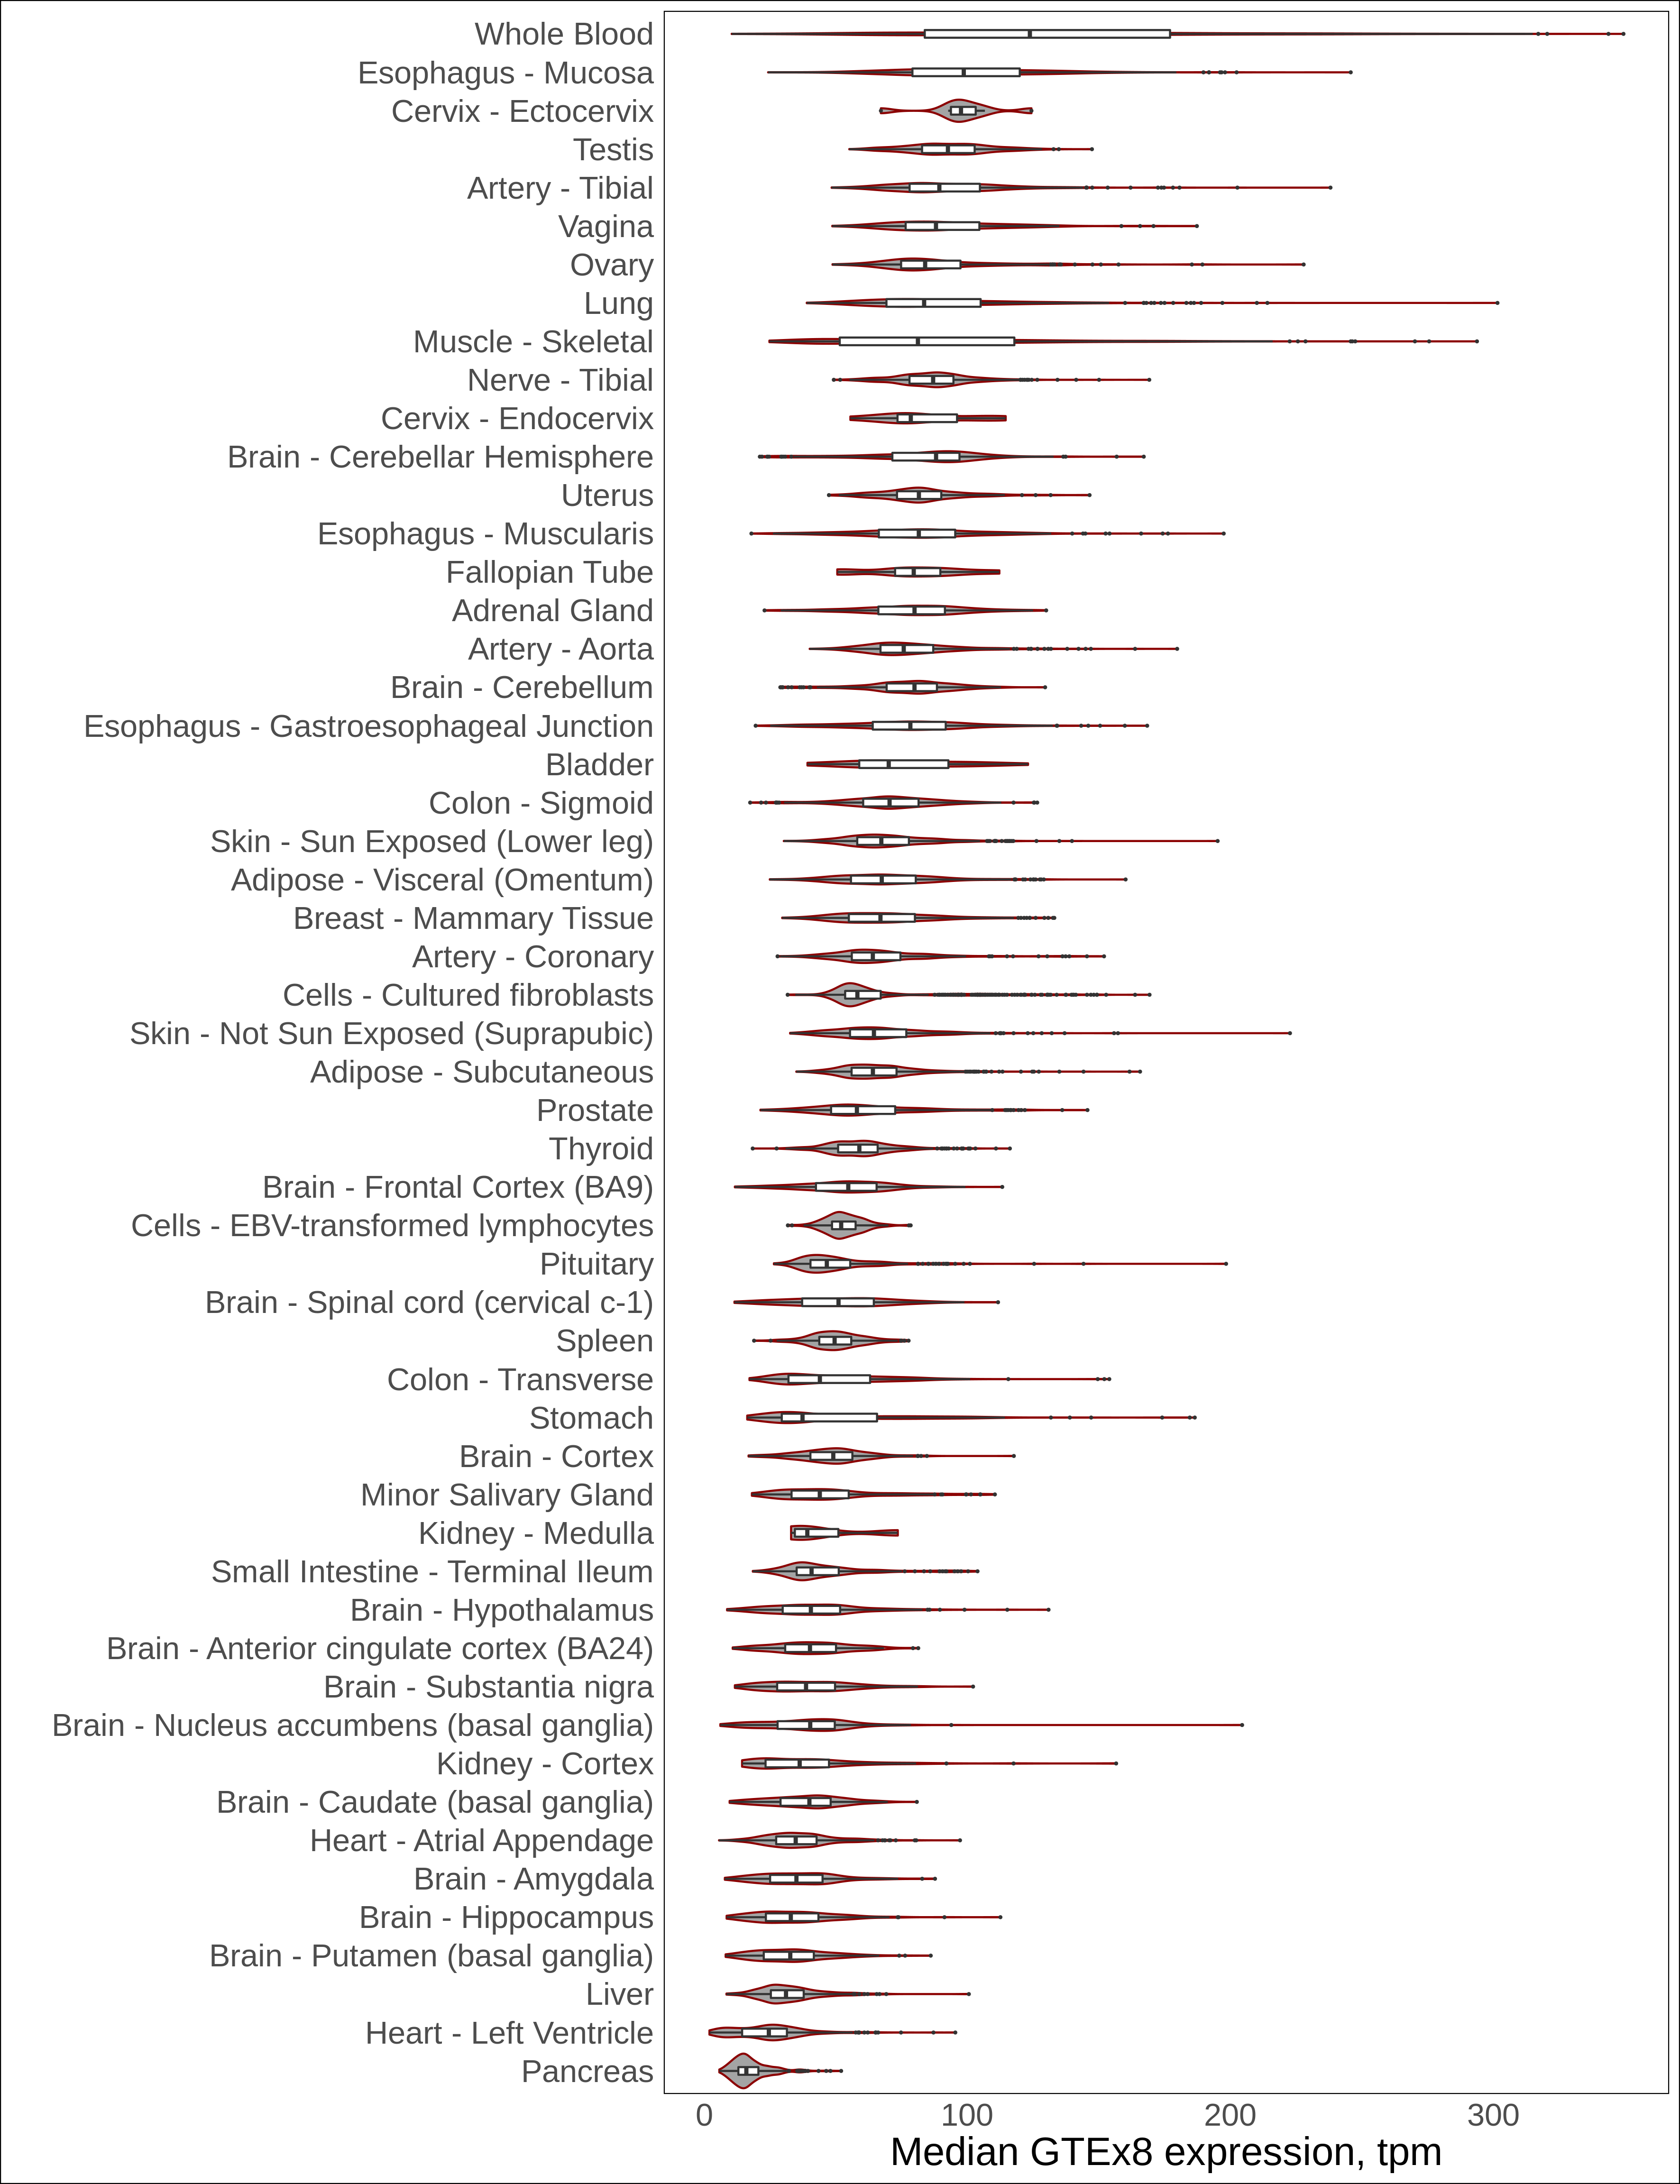 Whole Blood
Esophagus - Mucosa
Cervix - Ectocervix
Testis
Artery - Tibial
Vagina
Ovary
Lung
Muscle - Skeletal
Nerve - Tibial
Cervix - Endocervix
Brain - Cerebellar Hemisphere
Uterus
Esophagus - Muscularis
Fallopian Tube
Adrenal Gland
Artery - Aorta
Brain - Cerebellum
Esophagus - Gastroesophageal Junction
Bladder
Colon - Sigmoid
Skin - Sun Exposed (Lower leg)
Adipose - Visceral (Omentum)
Breast - Mammary Tissue
Artery - Coronary
Cells - Cultured fibroblasts
Skin - Not Sun Exposed (Suprapubic)
Adipose - Subcutaneous
Prostate
Thyroid
Brain - Frontal Cortex (BA9)
Cells - EBV-transformed lymphocytes
Pituitary
Brain - Spinal cord (cervical c-1)
Spleen
Colon - Transverse
Stomach
Brain - Cortex
Minor Salivary Gland
Kidney - Medulla
Small Intestine - Terminal Ileum
Brain - Hypothalamus
Brain - Anterior cingulate cortex (BA24)
Brain - Substantia nigra
Brain - Nucleus accumbens (basal ganglia)
Kidney - Cortex
Brain - Caudate (basal ganglia)
Heart - Atrial Appendage
Brain - Amygdala
Brain - Hippocampus
Brain - Putamen (basal ganglia)
Liver
Heart - Left Ventricle
Pancreas
0 100 200 300
Median GTEx8 expression, tpm